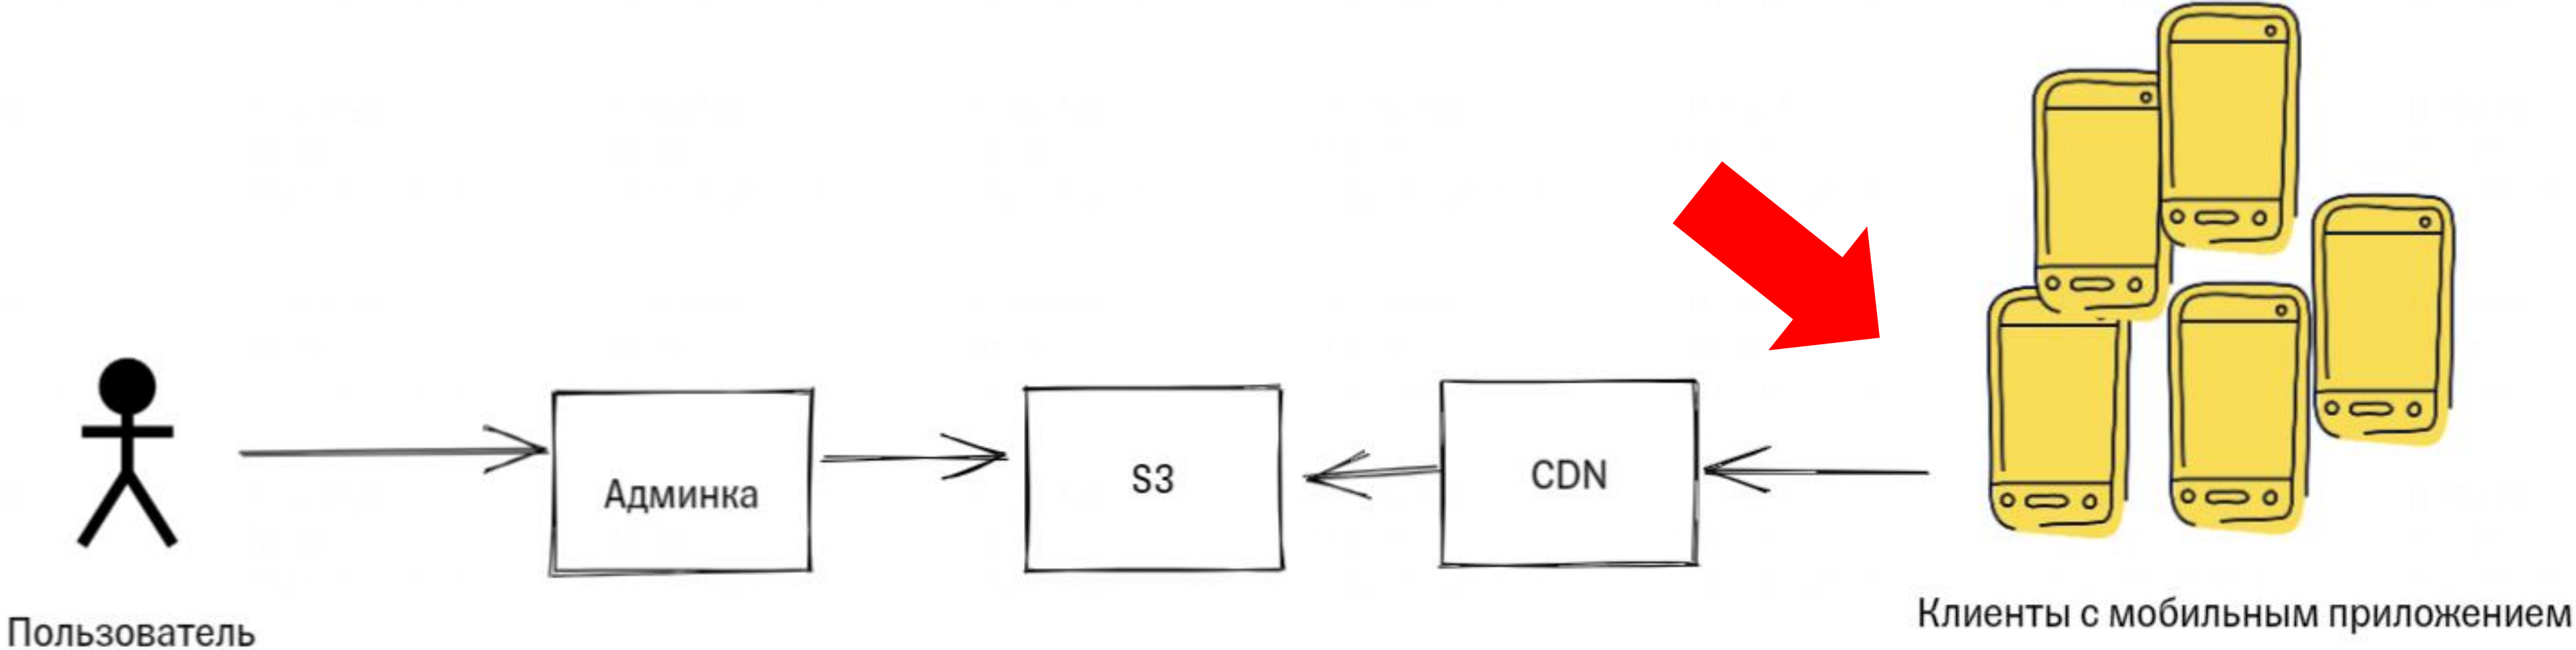 Админка
S3
CDN
Пользователь
Клиенты с мобильным приложением